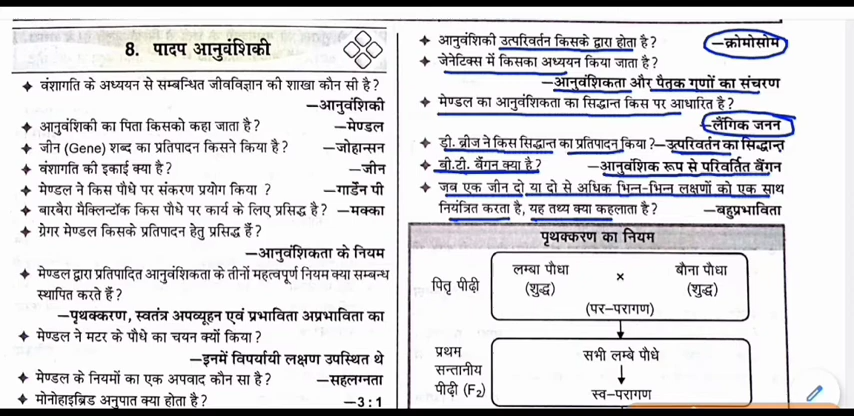 8. पादप आनुवंशिकी
✦ वंशागति के अध्ययन से सम्बन्धित जीवविज्ञान की शाखा कौन सी है?
—आनुवंशिकी
✦ आनुवंशिकी का पिता किसको कहा जाता है? —मेण्डल
✦ जीन (Gene) शब्द का प्रतिपादन किसने किया है? —जोहान्सन
✦ वंशागति की इकाई क्या है? —जीन
✦ मेण्डल ने किस पौधे पर संकरण प्रयोग किया ? —गार्डेन पी
✦ बारबैरा मैक्लिन्टॉक किस पौधे पर कार्य के लिए प्रसिद्ध है? —मक्का
✦ ग्रेगर मेण्डल किसके प्रतिपादन हेतु प्रसिद्ध हैं?
—आनुवंशिकता के नियम
✦ मेण्डल द्वारा प्रतिपादित आनुवंशिकता के तीनों महत्वपूर्ण नियम क्या सम्बन्ध
स्थापित करते हैं?
—पृथक्करण, स्वतंत्र अपव्यूहन एवं प्रभाविता अप्रभाविता का
✦ मेण्डल ने मटर के पौधे का चयन क्यों किया?
—इनमें विपर्यायी लक्षण उपस्थित थे
✦ मेण्डल के नियमों का एक अपवाद कौन सा है? —सहलग्नता
✦ मोनोहाइब्रिड अनुपात क्या होता है? —3 : 1
✦ आनुवंशिकी उत्परिवर्तन किसके द्वारा होता है? —क्रोमोसोम
✦ जेनेटिक्स में किसका अध्ययन किया जाता है?
—आनुवंशिकता और पैतृक गुणों का संचरण
✦ मेण्डल का आनुवंशिकता का सिद्धान्त किस पर आधारित है?
—लैंगिक जनन
✦ डी. ब्रीज ने किस सिद्धान्त का प्रतिपादन किया?—उत्परिवर्तन का सिद्धान्त
✦ बी.टी. बैंगन क्या है? —आनुवंशिक रूप से परिवर्तित बैंगन
✦ जब एक जीन दो या दो से अधिक भिन्न-भिन्न लक्षणों को एक साथ
नियंत्रित करता है, यह तथ्य क्या कहलाता है? —बहुप्रभाविता
पृथक्करण का नियम
पितृ पीढ़ी लम्बा पौधा × बौना पौधा
(शुद्ध) (शुद्ध)
(पर-परागण)
प्रथम
सन्तानीय
पीढ़ी (F₂)
सभी लम्बे पौधे
स्व-परागण